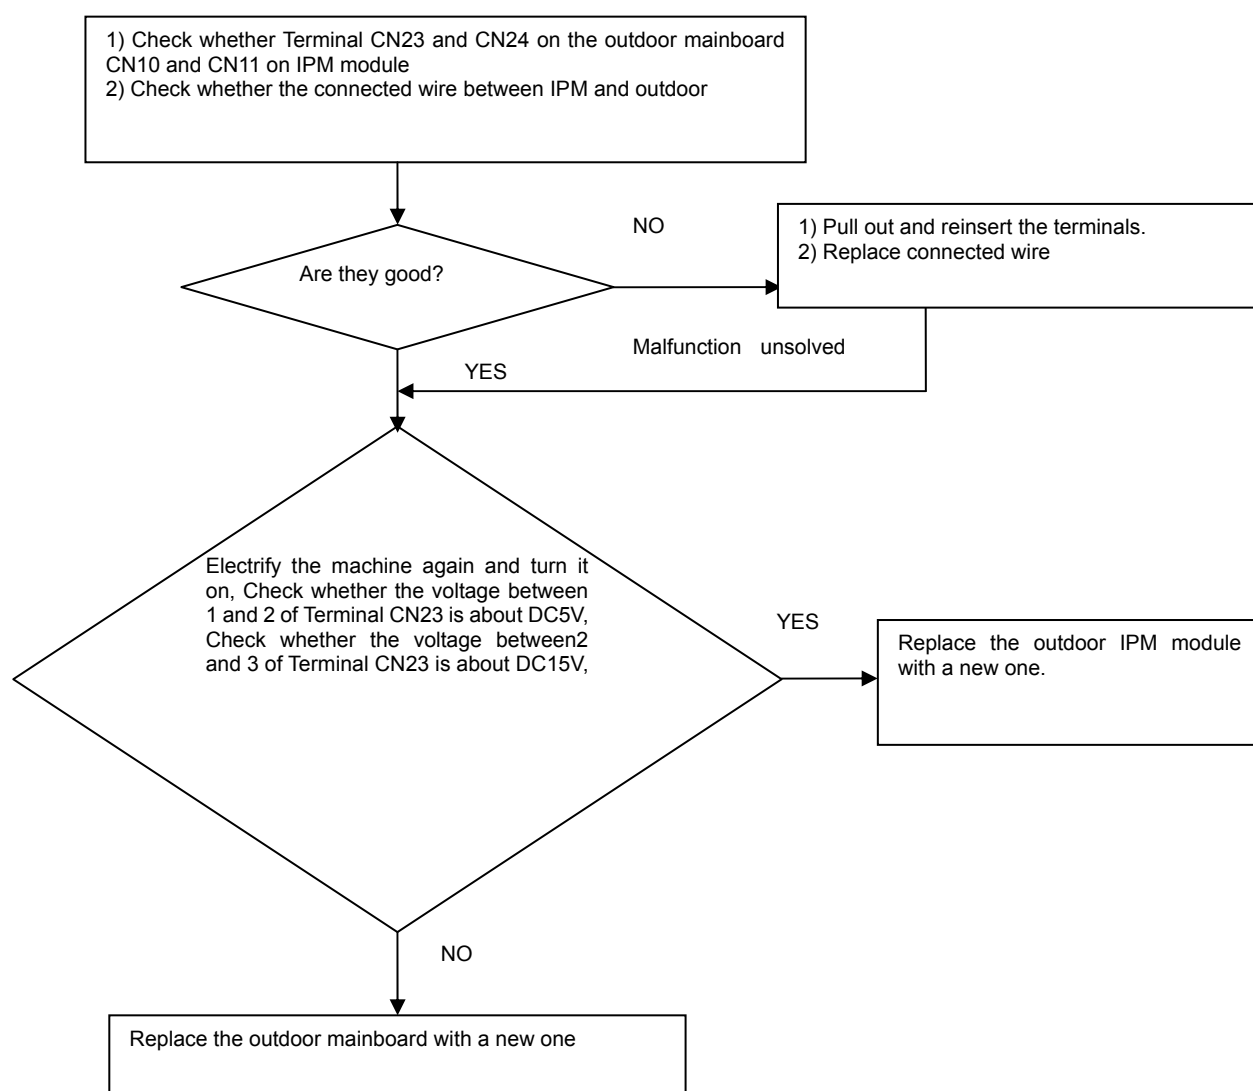 1) Check whether Terminal CN23 and CN24 on the outdoor mainboard
CN10 and CN11 on IPM module
2) Check whether the connected wire between IPM and outdoor
NO
1) Pull out and reinsert the terminals.
2) Replace connected wire
Are they good?
Malfunction unsolved
YES
Electrify the machine again and turn it
on, Check whether the voltage between
1 and 2 of Terminal CN23 is about DC5V,
Check whether the voltage between2
and 3 of Terminal CN23 is about DC15V,
YES
Replace the outdoor IPM module
with a new one.
NO
Replace the outdoor mainboard with a new one